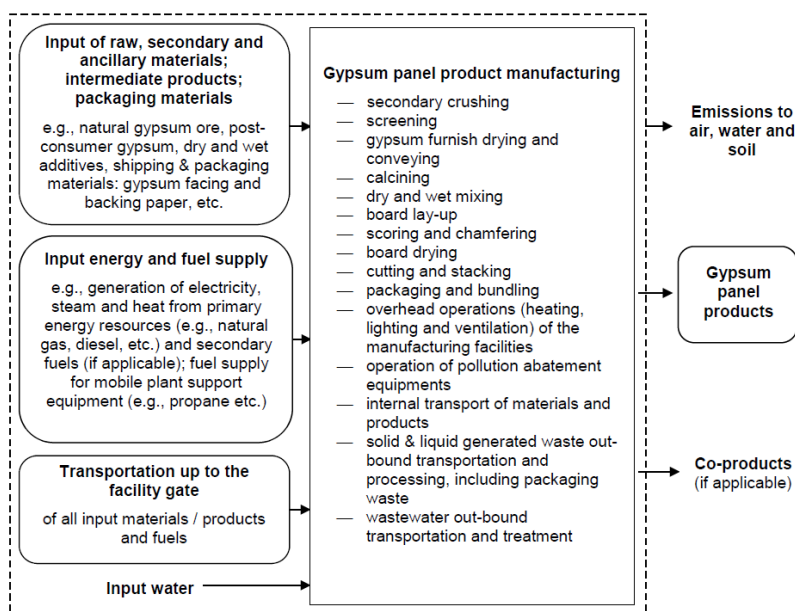 Input of raw, secondary and
ancillary materials;
intermediate products;
packaging materials
e.g., natural gypsum ore, post-
consumer gypsum, dry and wet
additives, shipping & packaging
materials: gypsum facing and
backing paper, etc.
Input energy and fuel supply
e.g., generation of electricity,
steam and heat from primary
energy resources (e.g., natural
gas, diesel, etc.) and secondary
fuels (if applicable); fuel supply
for mobile plant support
equipment (e.g., propane etc.)
Transportation up to the
facility gate
of all input materials / products
and fuels
Input water
Gypsum panel product manufacturing
— secondary crushing
— screening
— gypsum furnish drying and
conveying
— calcining
— dry and wet mixing
— board lay-up
— scoring and chamfering
— board drying
— cutting and stacking
— packaging and bundling
— overhead operations (heating,
lighting and ventilation) of the
manufacturing facilities
— operation of pollution abatement
equipments
— internal transport of materials and
products
— solid & liquid generated waste out-
bound transportation and
processing, including packaging
waste
— wastewater out-bound
transportation and treatment
Emissions to
air, water and
soil
Gypsum
panel
products
Co-products
(if applicable)